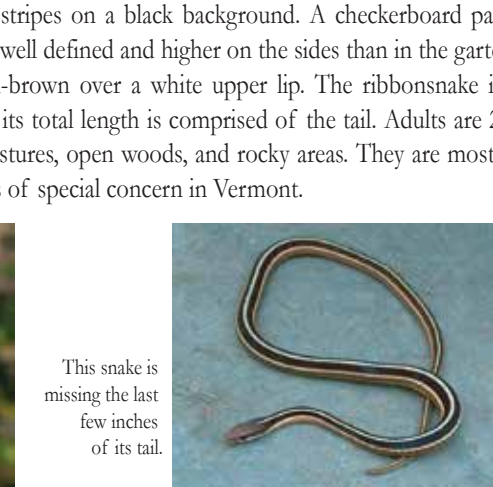 stripes on a black background. A checkerboard pa
well defined and higher on the sides than in the gart
-brown over a white upper lip. The ribbonsnake i
its total length is comprised of the tail. Adults are 2
stures, open woods, and rocky areas. They are most
s of special concern in Vermont.
This snake is
missing the last
few inches
of its tail.